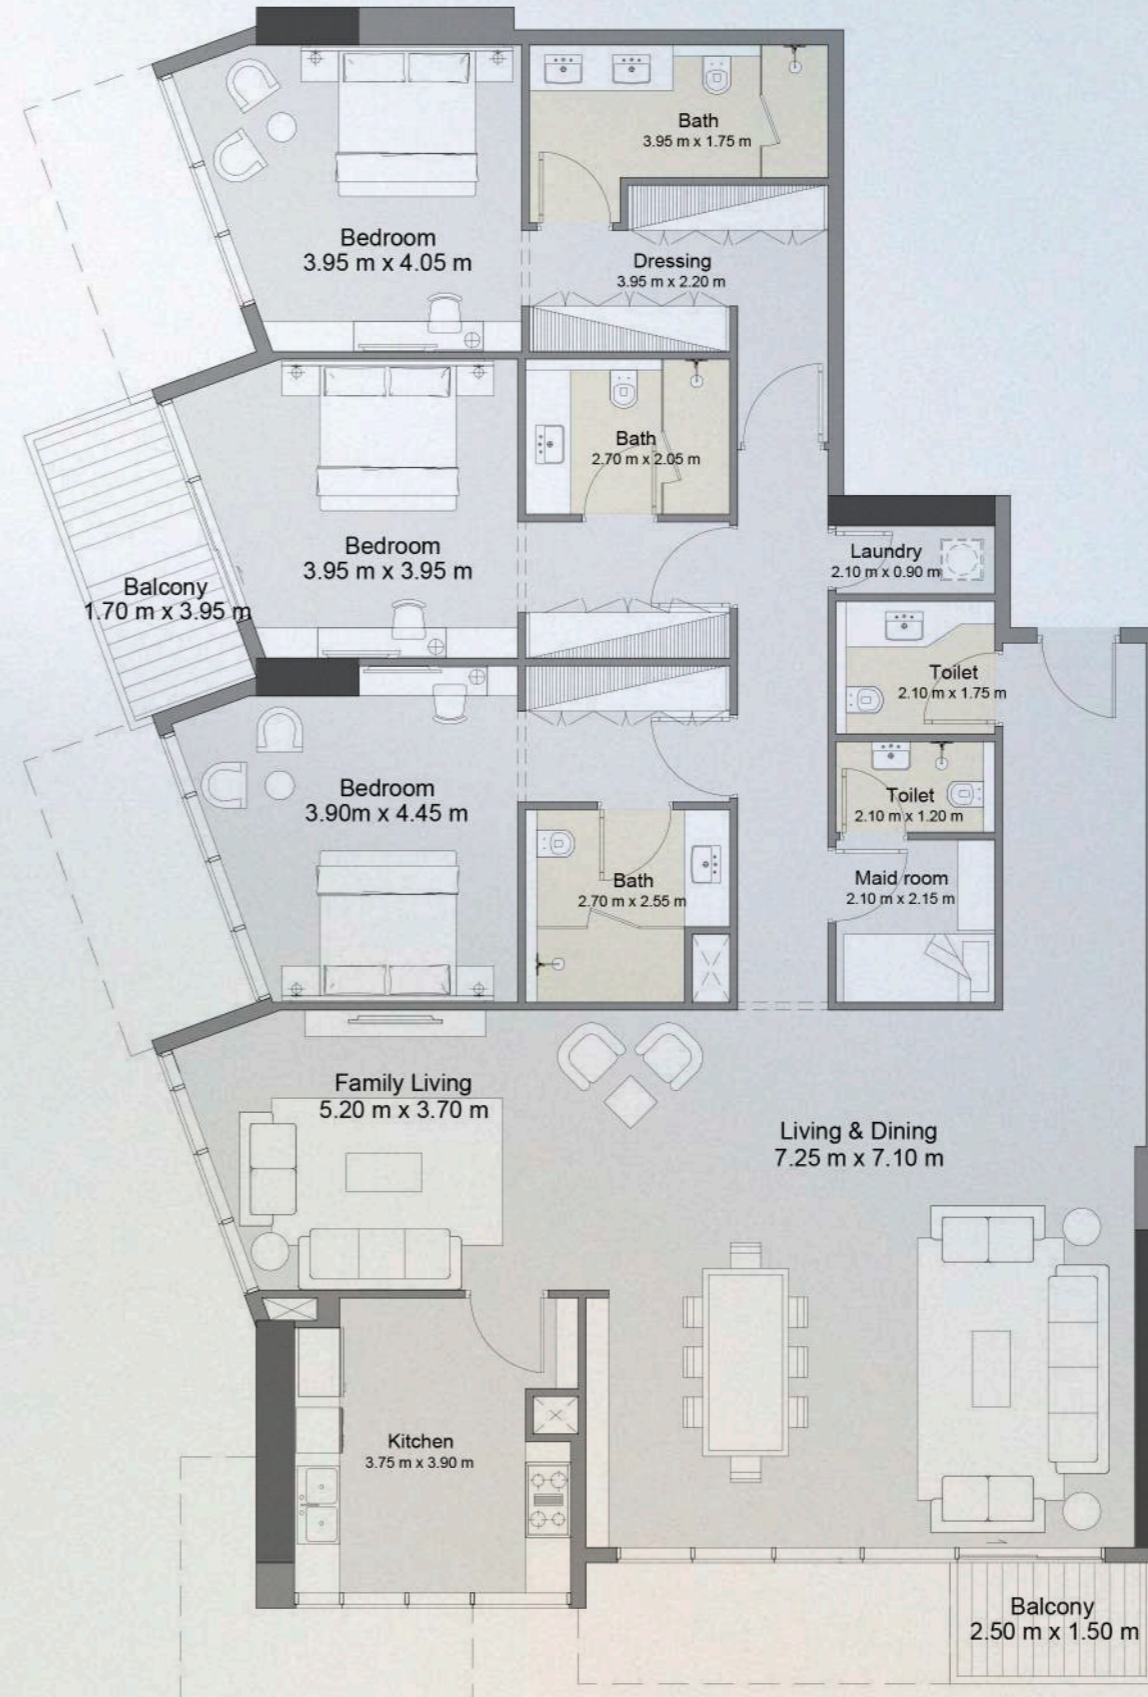 Bath
3.95 m x 1.75 m
Bedroom
3.95 m x 4.05 m
Dressing
3.95 m x 2.20 m
Bath
2.70 m x 2.05 m
Bedroom
3.95 m x 3.95 m
Laundry
2.10 m x 0.90 m
Balcony
1.70 m x 3.95 m
Toilet
2.10 m x 1.75 m
Bedroom
3.90m x 4.45 m
Toilet
2.10 m x 1.20 m
Bath
2.70 m x 2.55 m
Maid room
2.10 m x 2.15 m
Family Living
5.20 m x 3.70 m
Living & Dining
7.25 m x 7.10 m
Kitchen
3.75 m x 3.90 m
Balcony
2.50 m x 1.50 m